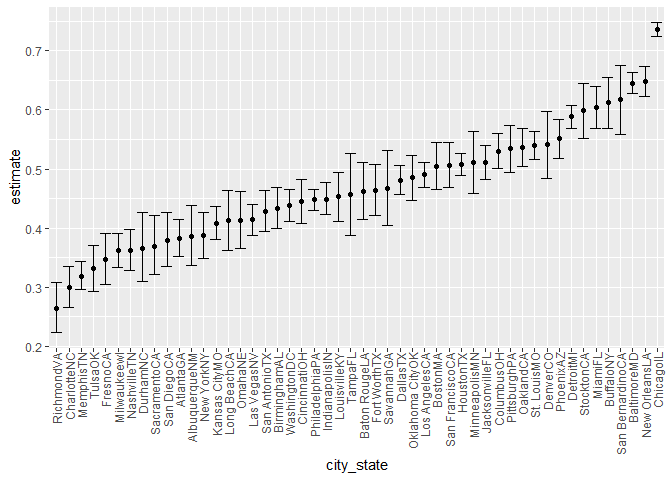 0.7
0.6
0.5
0.4
0.3
0.2
estimate
RichmondVA
CharlotteNC
MemphisTN
TulsaOK
FresnoCA
MilwaukeewI
NashvilleTN
DurhamNC
SacramentoCA
San DiegoCA
AtlantaGA
AlbuquerqueNM
New YorkNY
Kansas CityMO
Long BeachCA
OmahaNE
Las VegasNV
San AntonioTX
BirminghamAL
WashingtonDC
CincinnatiOH
PhiladelphiaPA
IndianapolisIN
LouisvilleKY
TampaFL
Baton RougeLA
Fort WorthTX
SavannahGA
DallasTX
Oklahoma CityOK
Los AngelesCA
BostonMA
San FranciscoCA
HoustonTX
MinneapolisMN
JacksonvilleFL
ColumbusOH
PittsburghPA
OaklandCA
St. LouisMO
DenverCO
PhoenixAZ
DetroitMI
StocktonCA
MiamiFL
BuffaloNY
San BernardinoCA
BaltimoreMD
New OrleansLA
ChicagoIL
city_state